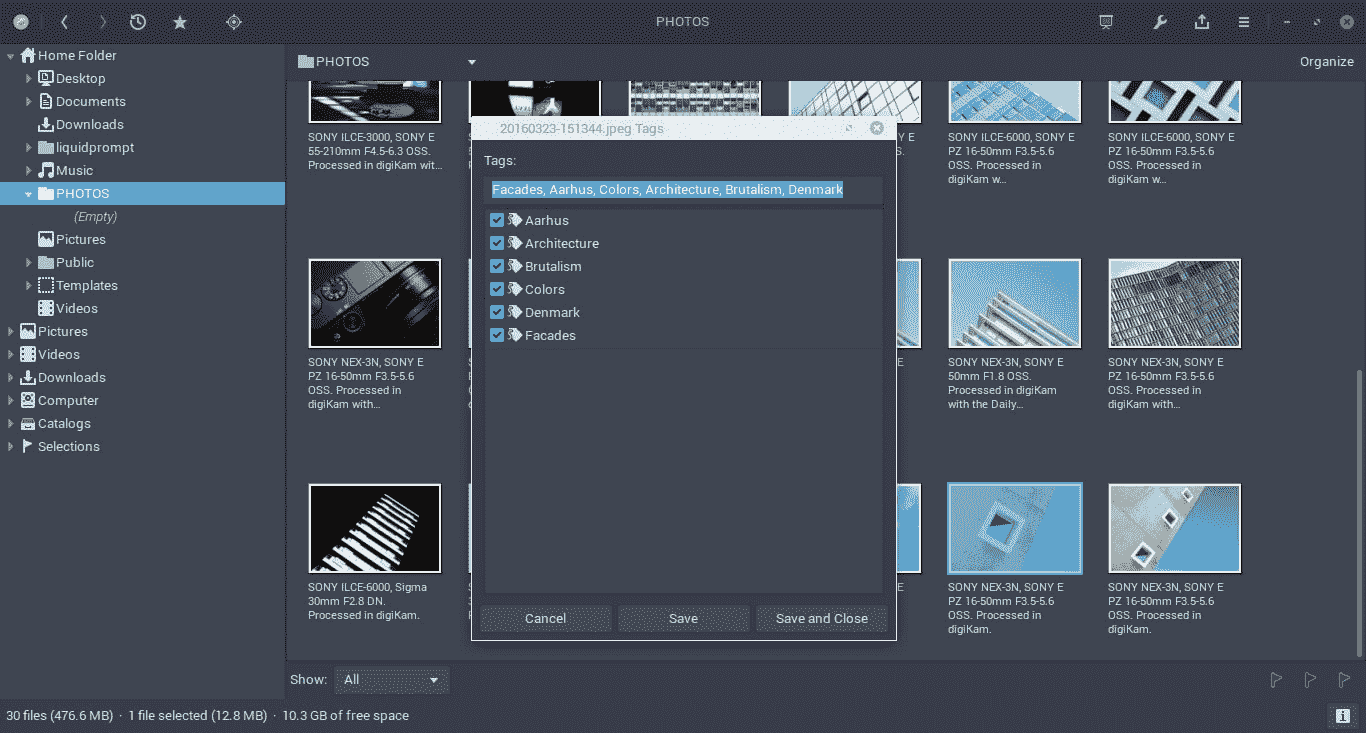 PHOTOS
Home Folder
Desktop
Documents
Downloads
liquidprompt
Music
PHOTOS
(Empty)
Pictures
Public
Templates
Videos
Pictures
Videos
Downloads
Computer
Catalogs
Selections
PHOTOS
Organize
SONY ILCE-3000, SONY E
55-210mm F4.5-6.3 OSS.
Processed in digiKam wit…
SONY ILCE-6000, SONY E
PZ 16-50mm F3.5-5.6
OSS. Processed in
digiKam w…
SONY ILCE-6000, SONY E
PZ 16-50mm F3.5-5.6
OSS. Processed in
digiKam w…
20160323-151344.jpeg Tags
Tags:
Facades, Aarhus, Colors, Architecture, Brutalism, Denmark
Aarhus
Architecture
Brutalism
Colors
Denmark
Facades
Cancel
Save
Save and Close
SONY NEX-3N, SONY E
PZ 16-50mm F3.5-5.6
OSS. Processed in
digiKam with…
SONY NEX-3N, SONY E
50mm F1.8 OSS.
Processed in digiKam
with the Daily…
SONY NEX-3N, SONY E
PZ 16-50mm F3.5-5.6
OSS. Processed in
digiKam with…
SONY ILCE-6000, Sigma
30mm F2.8 DN.
Processed in digiKam.
SONY NEX-3N, SONY E
PZ 16-50mm F3.5-5.6
OSS. Processed in
digiKam.
SONY NEX-3N, SONY E
PZ 16-50mm F3.5-5.6
OSS. Processed in
digiKam.
Show: All
30 files (476.6 MB) · 1 file selected (12.8 MB) · 10.3 GB of free space